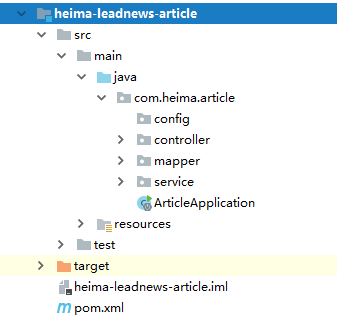 heima-leadnews-article
src
main
java
com.heima.article
config
controller
mapper
service
ArticleApplication
resources
test
target
heima-leadnews-article.iml
pom.xml